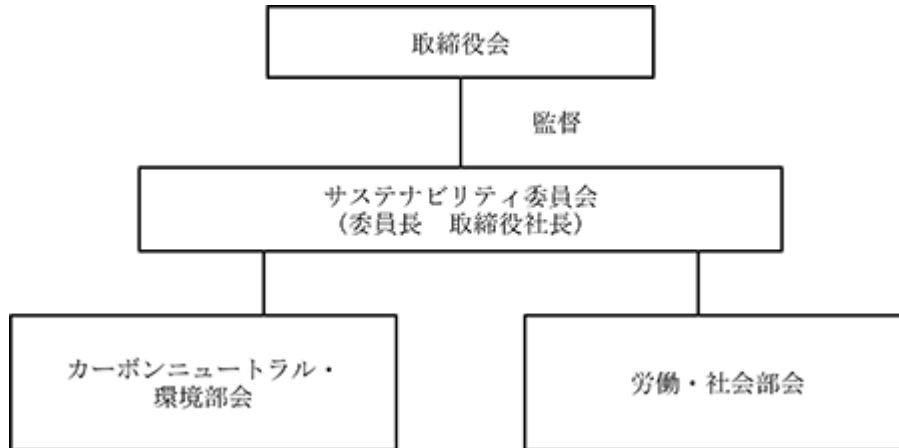 取締役会
監督
サステナビリティ委員会
(委員長　取締役社長)
カーボンニュートラル・
環境部会
労働・社会部会